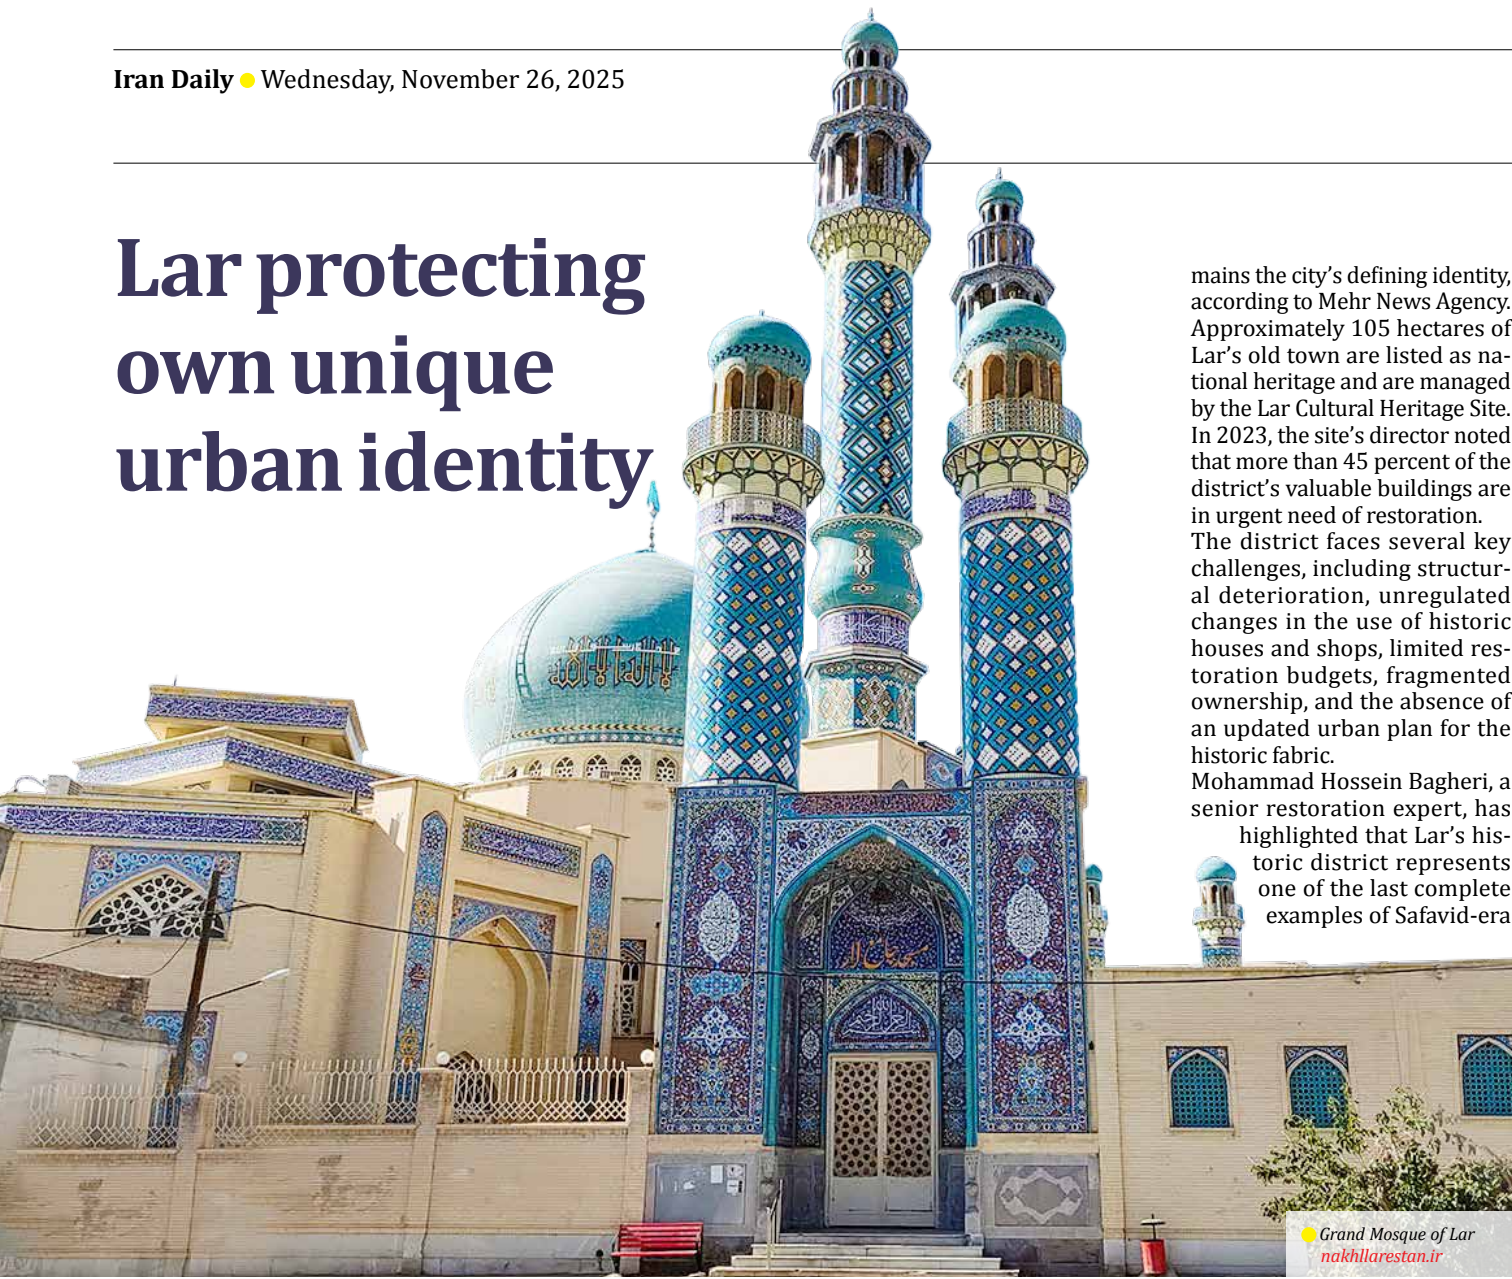 Iran Daily ● Wednesday, November 26, 2025
Lar protecting
own unique
urban identity
mains the city's defining identity,
according to Mehr News Agency.
Approximately 105 hectares of
Lar's old town are listed as na-
tional heritage and are managed
by the Lar Cultural Heritage Site.
In 2023, the site's director noted
that more than 45 percent of the
district's valuable buildings are
in urgent need of restoration.
The district faces several key
challenges, including structur-
al deterioration, unregulated
changes in the use of historic
houses and shops, limited res-
toration budgets, fragmented
ownership, and the absence of
an updated urban plan for the
historic fabric.
Mohammad Hossein Bagheri, a
senior restoration expert, has
highlighted that Lar's his-
toric district represents
one of the last complete
examples of Safavid-era
Grand Mosque of Lar
nakhllarestan.ir